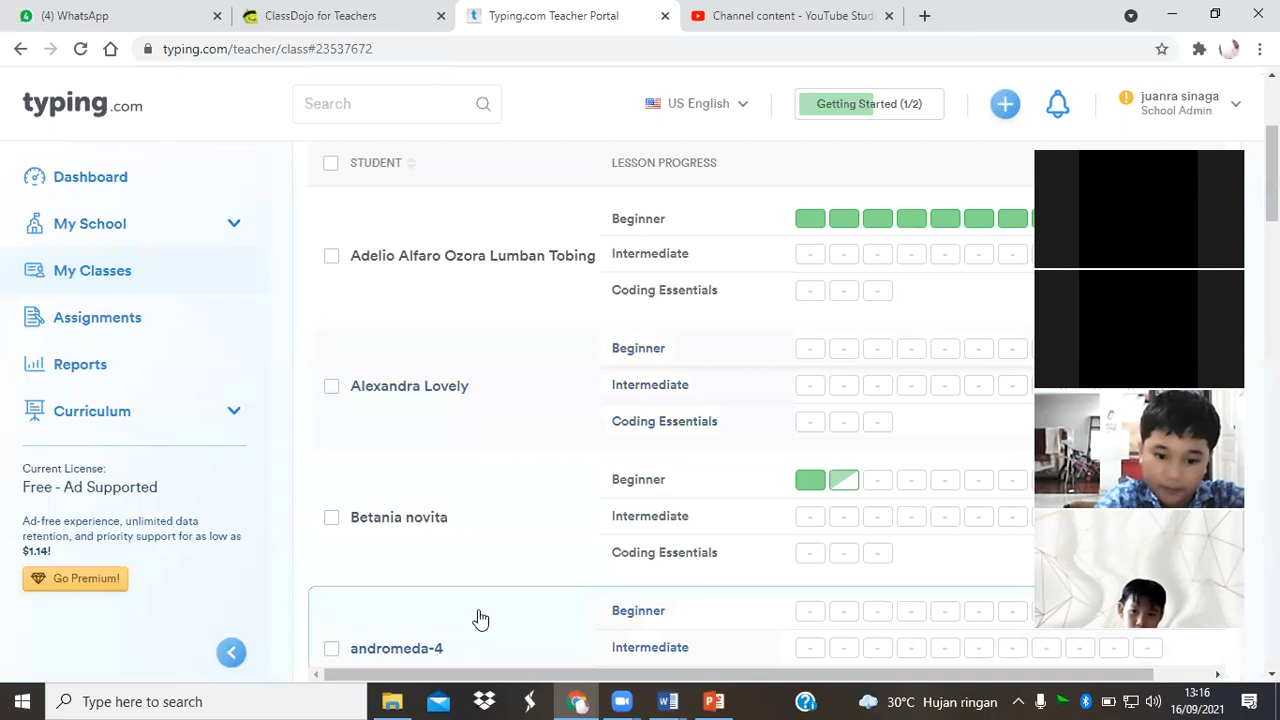 (4) WhatsApp
ClassDojo for Teachers
Typing.com Teacher Portal
Channel content - YouTube Stud
typing.com/teacher/class#23537672
typing.com
Search
US English
Getting Started (1/2)
juanra sinaga
School Admin
Dashboard
My School
My Classes
Assignments
Reports
Curriculum
Current License:
Free - Ad Supported
Ad-free experience, unlimited data
retention, and priority support for as low as
$1.14!
Go Premium!
STUDENT
LESSON PROGRESS
Adelio Alfaro Ozora Lumban Tobing
Beginner
Intermediate
Coding Essentials
Alexandra Lovely
Beginner
Intermediate
Coding Essentials
Betania novita
Beginner
Intermediate
Coding Essentials
andromeda-4
Beginner
Intermediate
Type here to search
30°C Hujan ringan
13:16
16/09/2021